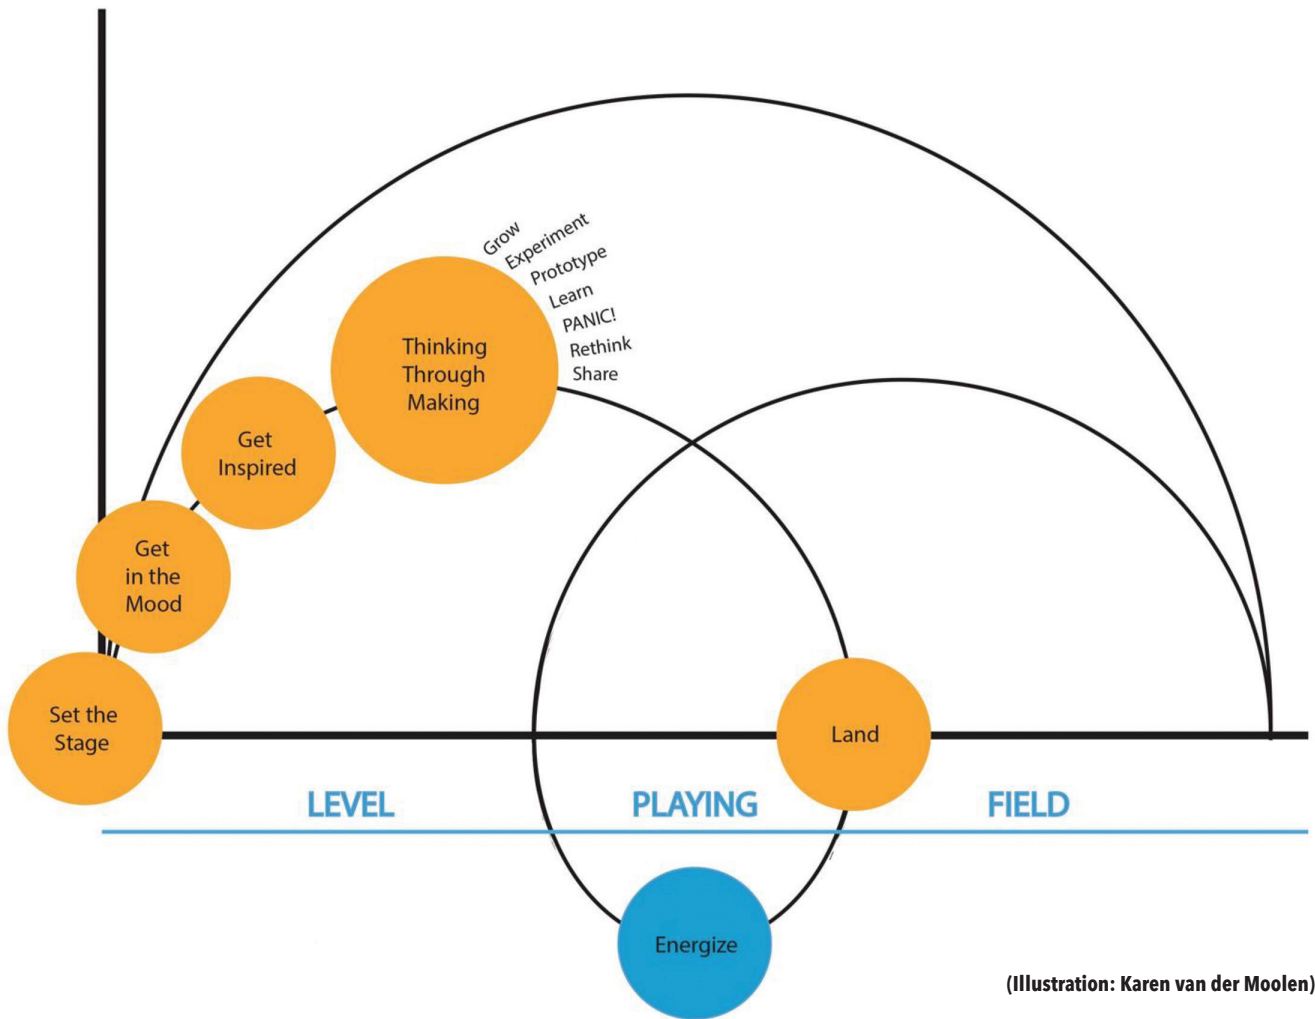 Grow
Experiment
Prototype
Learn
PANIC!
Rethink
Share
Thinking
Through
Making
Get
Inspired
Get
in the
Mood
Set the
Stage
Land
LEVEL PLAYING FIELD
Energize
(Illustration: Karen van der Moolen)